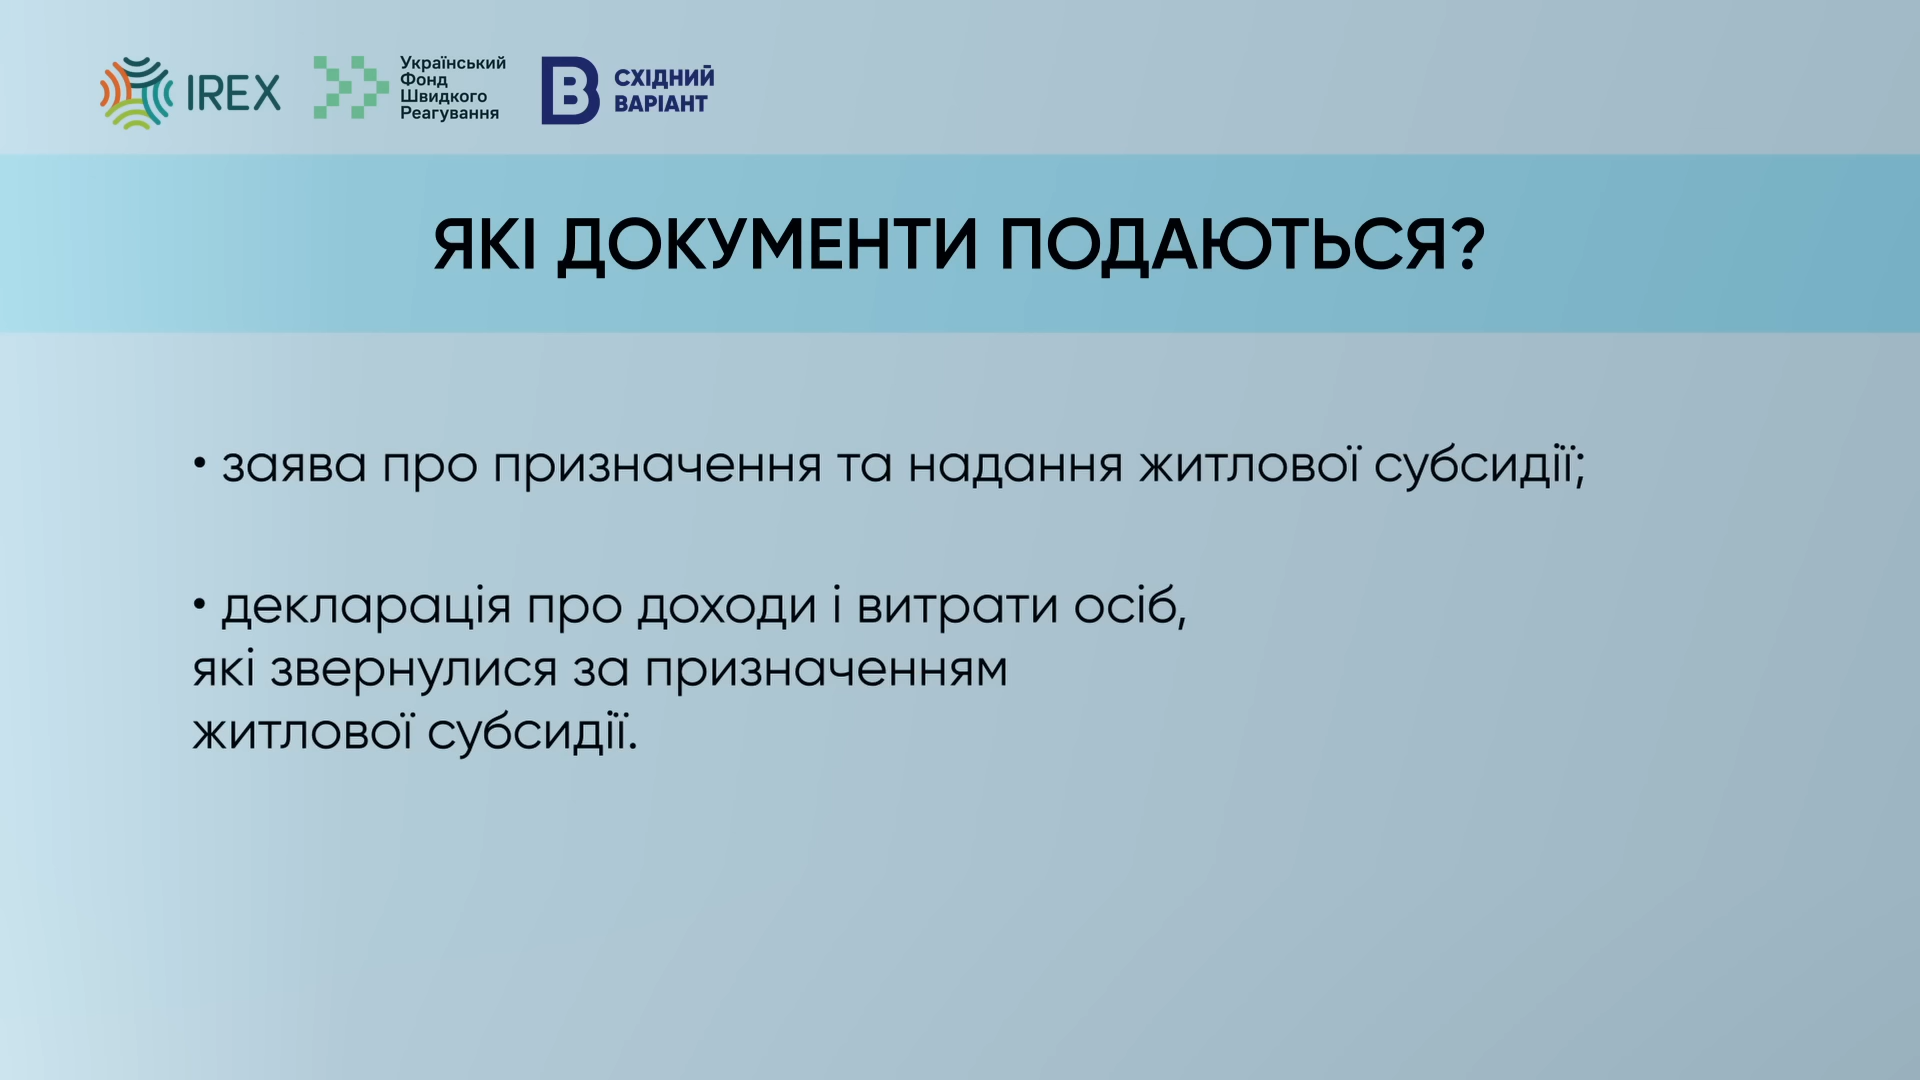 IREX
Український
Фонд
Швидкого
Реагування
В
СХІДНИЙ
ВАРІАНТ
ЯКІ ДОКУМЕНТИ ПОДАЮТЬСЯ?
• заява про призначення та надання житлової субсидії;
• декларація про доходи і витрати осіб,
які звернулися за призначенням
житлової субсидії.